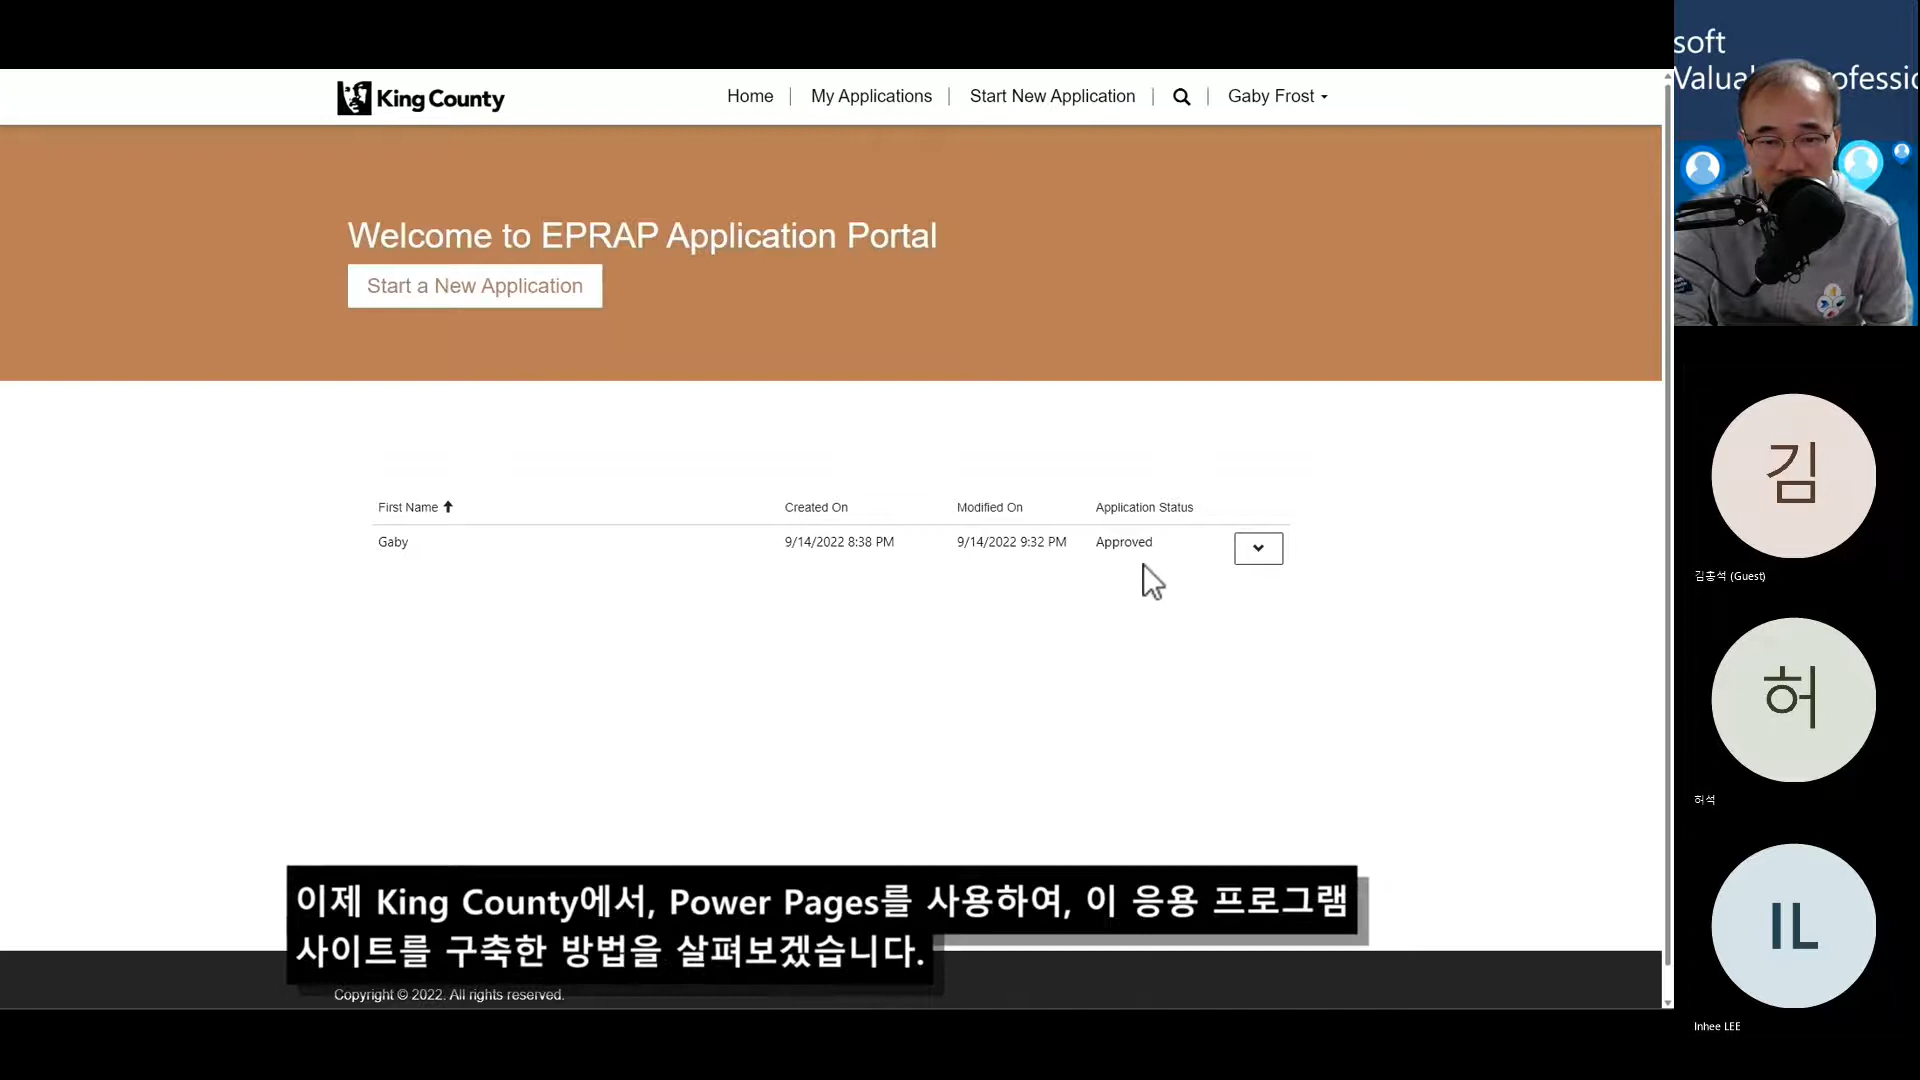 King County
Home
My Applications
Start New Application
Gaby Frost
Welcome to EPRAP Application Portal
Start a New Application
First Name
Created On
Modified On
Application Status
Gaby
9/14/2022 8:38 PM
9/14/2022 9:32 PM
Approved
이제 King County에서, Power Pages를 사용하여, 이 응용 프로그램
사이트를 구축한 방법을 살펴보겠습니다.
Copyright © 2022. All rights reserved.
soft
김
김홍석 (Guest)
허
허석
IL
Inhee LEE